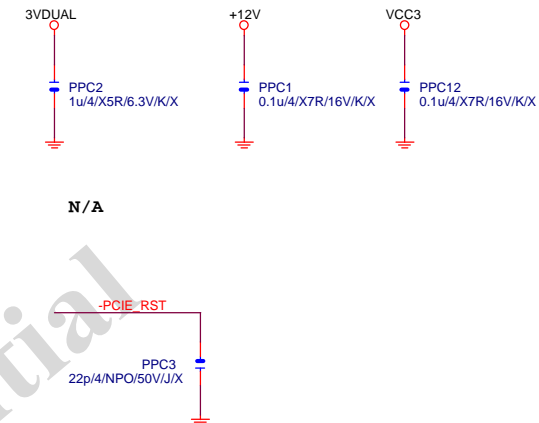 3VDUAL
+12V
VCC3
PPC2
1u/4/X5R/6.3V/K/X
PPC1
0.1u/4/X7R/16V/K/X
PPC12
0.1u/4/X7R/16V/K/X
N/A
-PCIE_RST
PPC3
22p/4/NPO/50V/J/X
tial